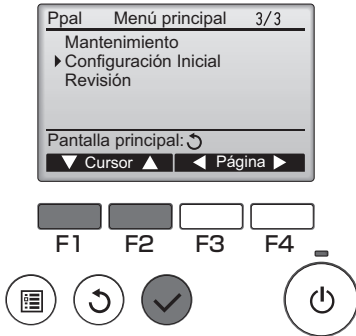 Ppal Menú principal 3/3
Mantenimiento
Configuración Inicial
Revisión
Pantalla principal:
Cursor Página
F1 F2 F3 F4